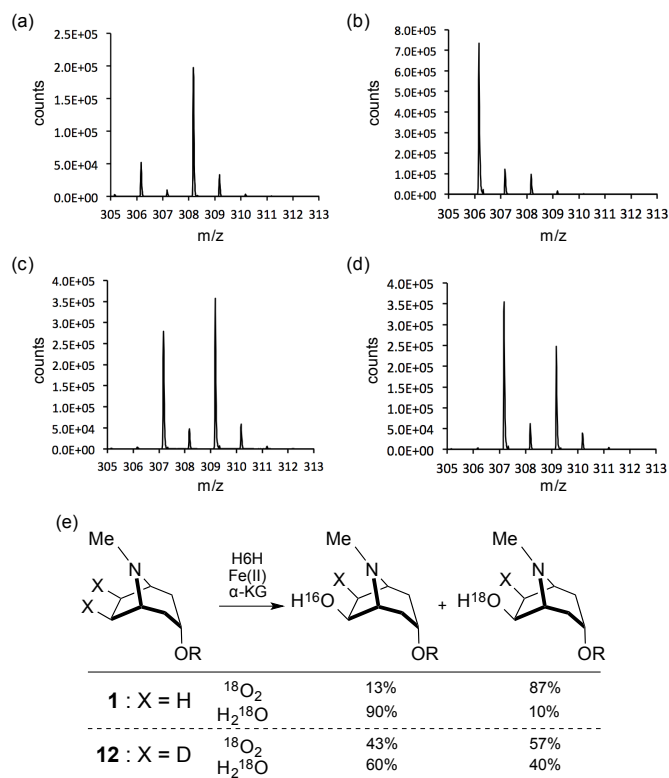 (a)
2.5E+05
2.0E+05
1.5E+05
1.0E+05
5.0E+04
0.0E+00
counts
305 306 307 308 309 310 311 312 313
m/z
(b)
8.0E+05
7.0E+05
6.0E+05
5.0E+05
4.0E+05
3.0E+05
2.0E+05
1.0E+05
0.0E+00
counts
305 306 307 308 309 310 311 312 313
m/z
(c)
4.0E+05
3.5E+05
3.0E+05
2.5E+05
2.0E+05
1.5E+05
1.0E+05
5.0E+04
0.0E+00
counts
305 306 307 308 309 310 311 312 313
m/z
(d)
4.0E+05
3.5E+05
3.0E+05
2.5E+05
2.0E+05
1.5E+05
1.0E+05
5.0E+04
0.0E+00
counts
305 306 307 308 309 310 311 312 313
m/z
(e)
Me
N
X
X
OR
H6H
Fe(II)
α-KG
Me
N
X
H¹⁶O
OR
+
Me
N
X
H¹⁸O
OR
1 : X = H ¹⁸O₂ 13% 87%
H₂¹⁸O 90% 10%
12 : X = D ¹⁸O₂ 43% 57%
H₂¹⁸O 60% 40%